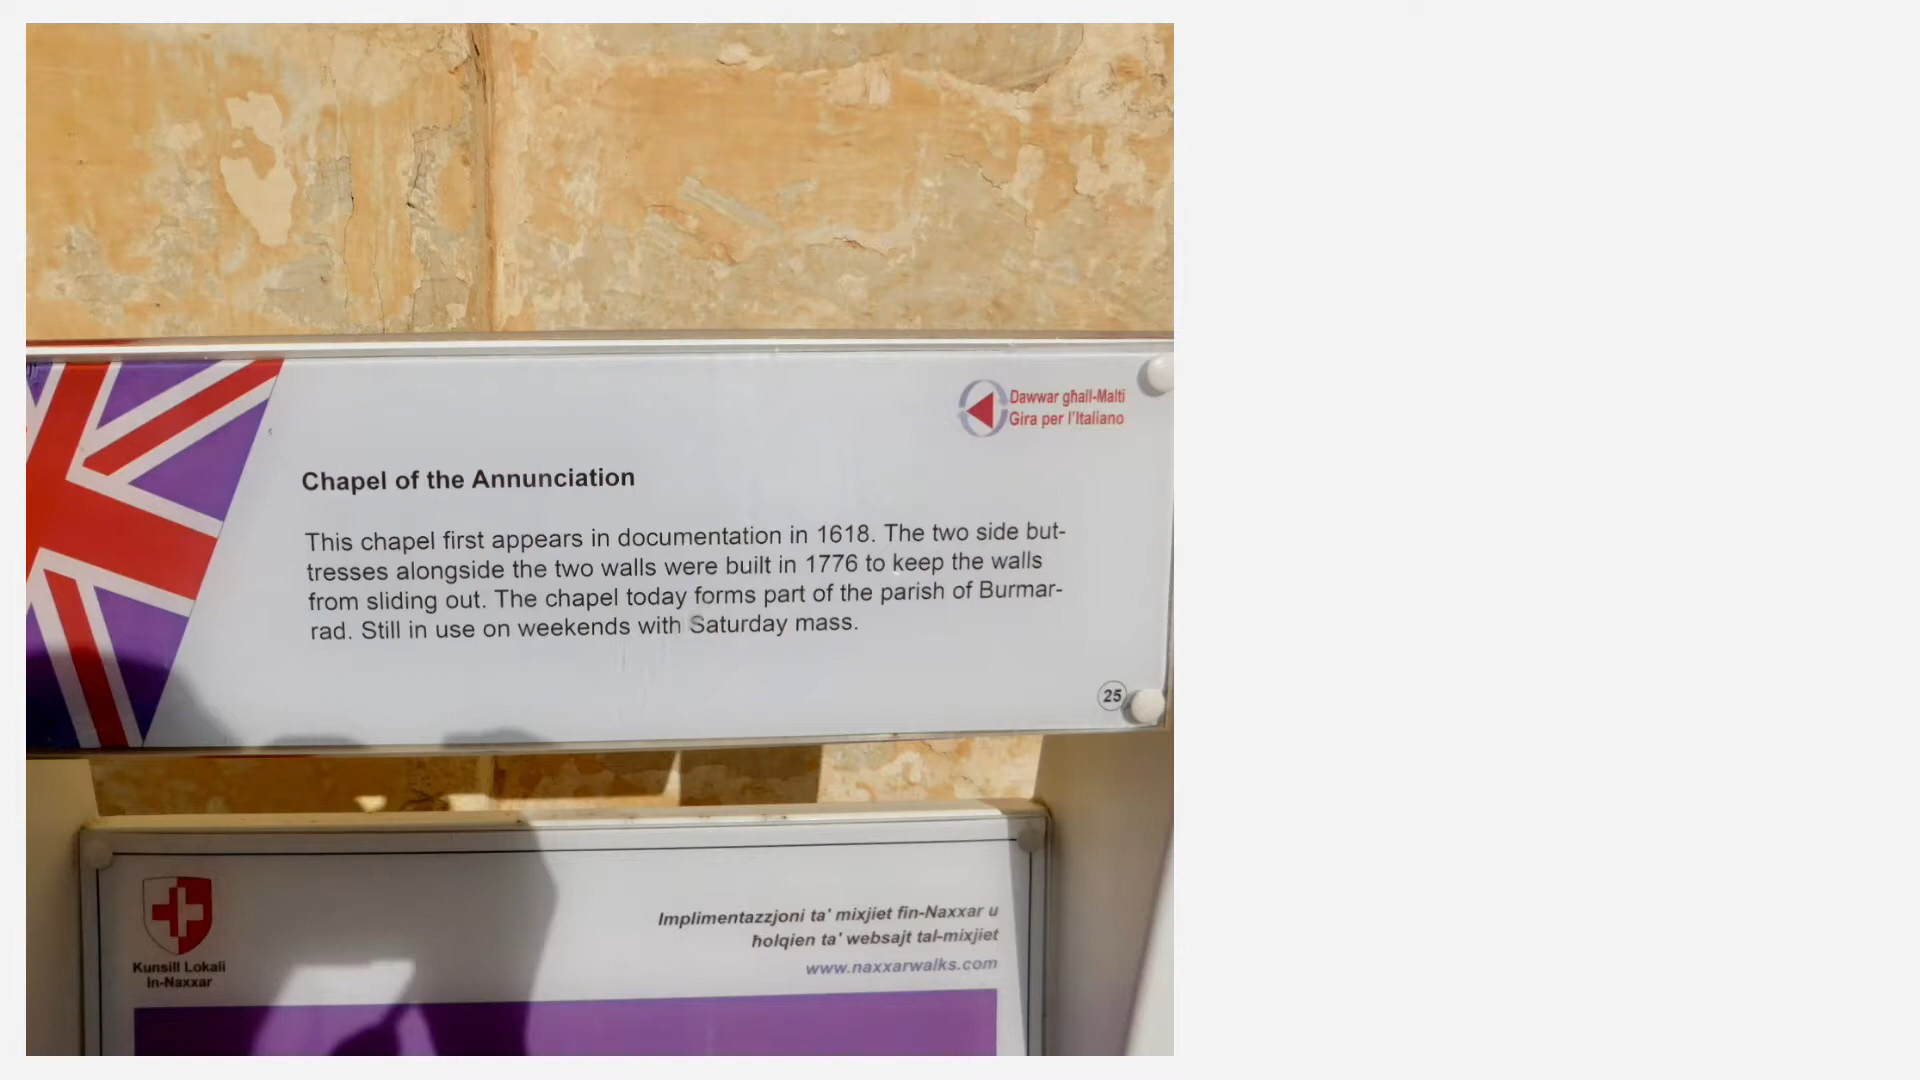 Dawwar għall-Malti
Gira per l'Italiano
Chapel of the Annunciation
This chapel first appears in documentation in 1618. The two side but-
tresses alongside the two walls were built in 1776 to keep the walls
from sliding out. The chapel today forms part of the parish of Burmar-
rad. Still in use on weekends with Saturday mass.
25
Implimentazzjoni ta' mixjiet fin-Naxxar u
ħolqien ta' websajt tal-mixjiet
www.naxxarwalks.com
Kunsill Lokali
In-Naxxar